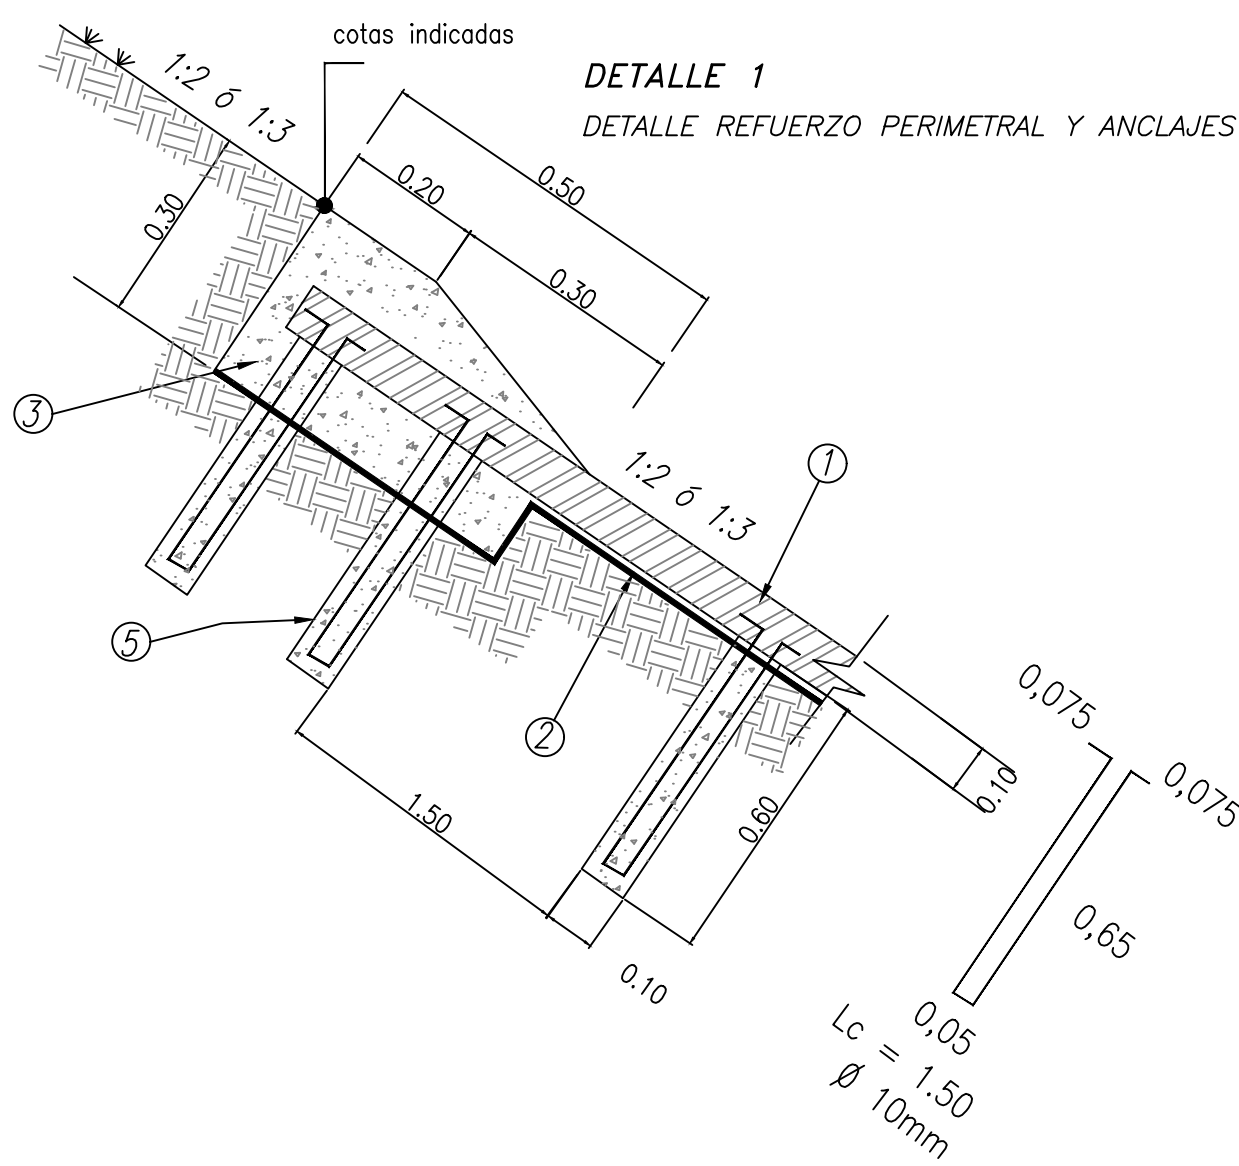 cotas indicadas
DETALLE 1
DETALLE REFUERZO PERIMETRAL Y ANCLAJES
1:2 ó 1:3
0.20
0.50
0.30
0.30
3
1:2 ó 1:3
1
5
2
0,075
0.10
0,075
1.50
0.60
0,65
0.10
0,05
Lc = 1.50
Ø 10mm